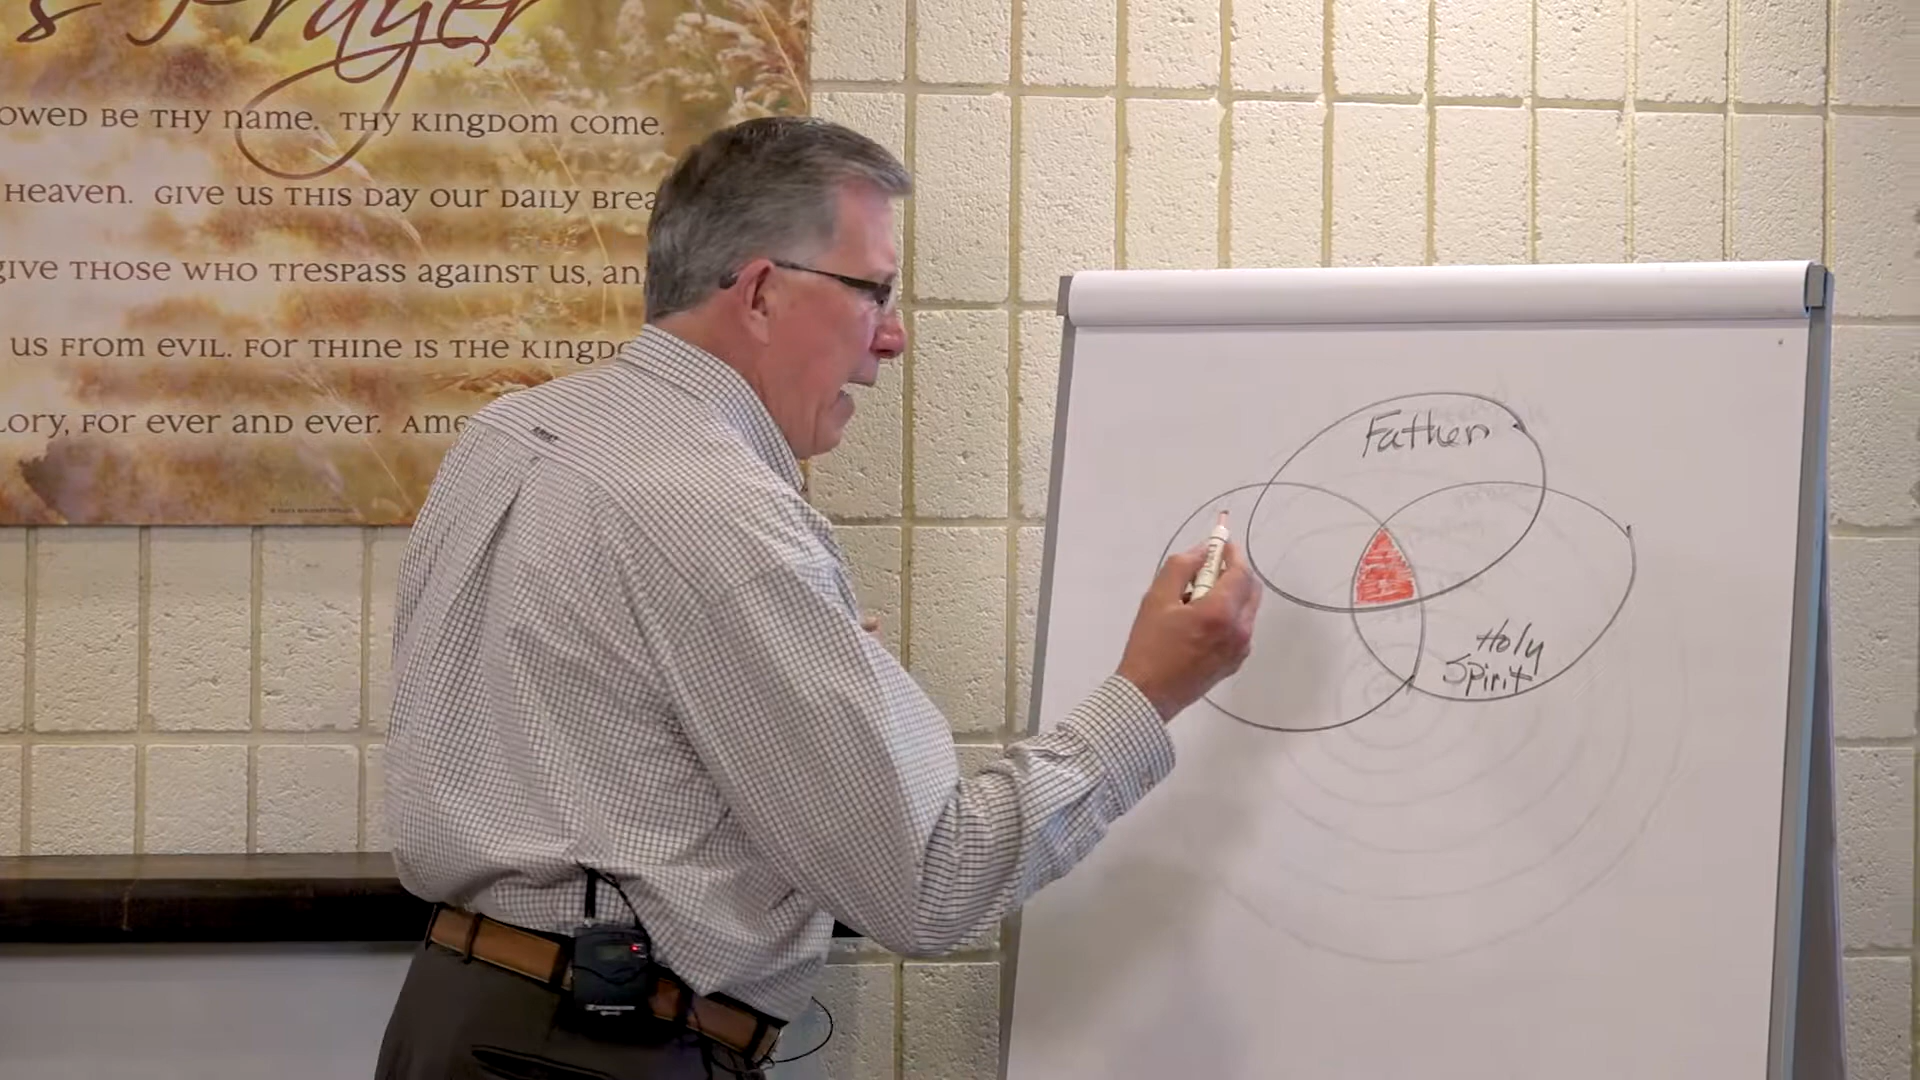 's Prayer
owed be thy name. Thy kingdom come.
Heaven. Give us this day our daily brea
give those who trespass against us, an
us from evil. For thine is the kingdo
lory, for ever and ever. Ame
Father
Holy
Spirit